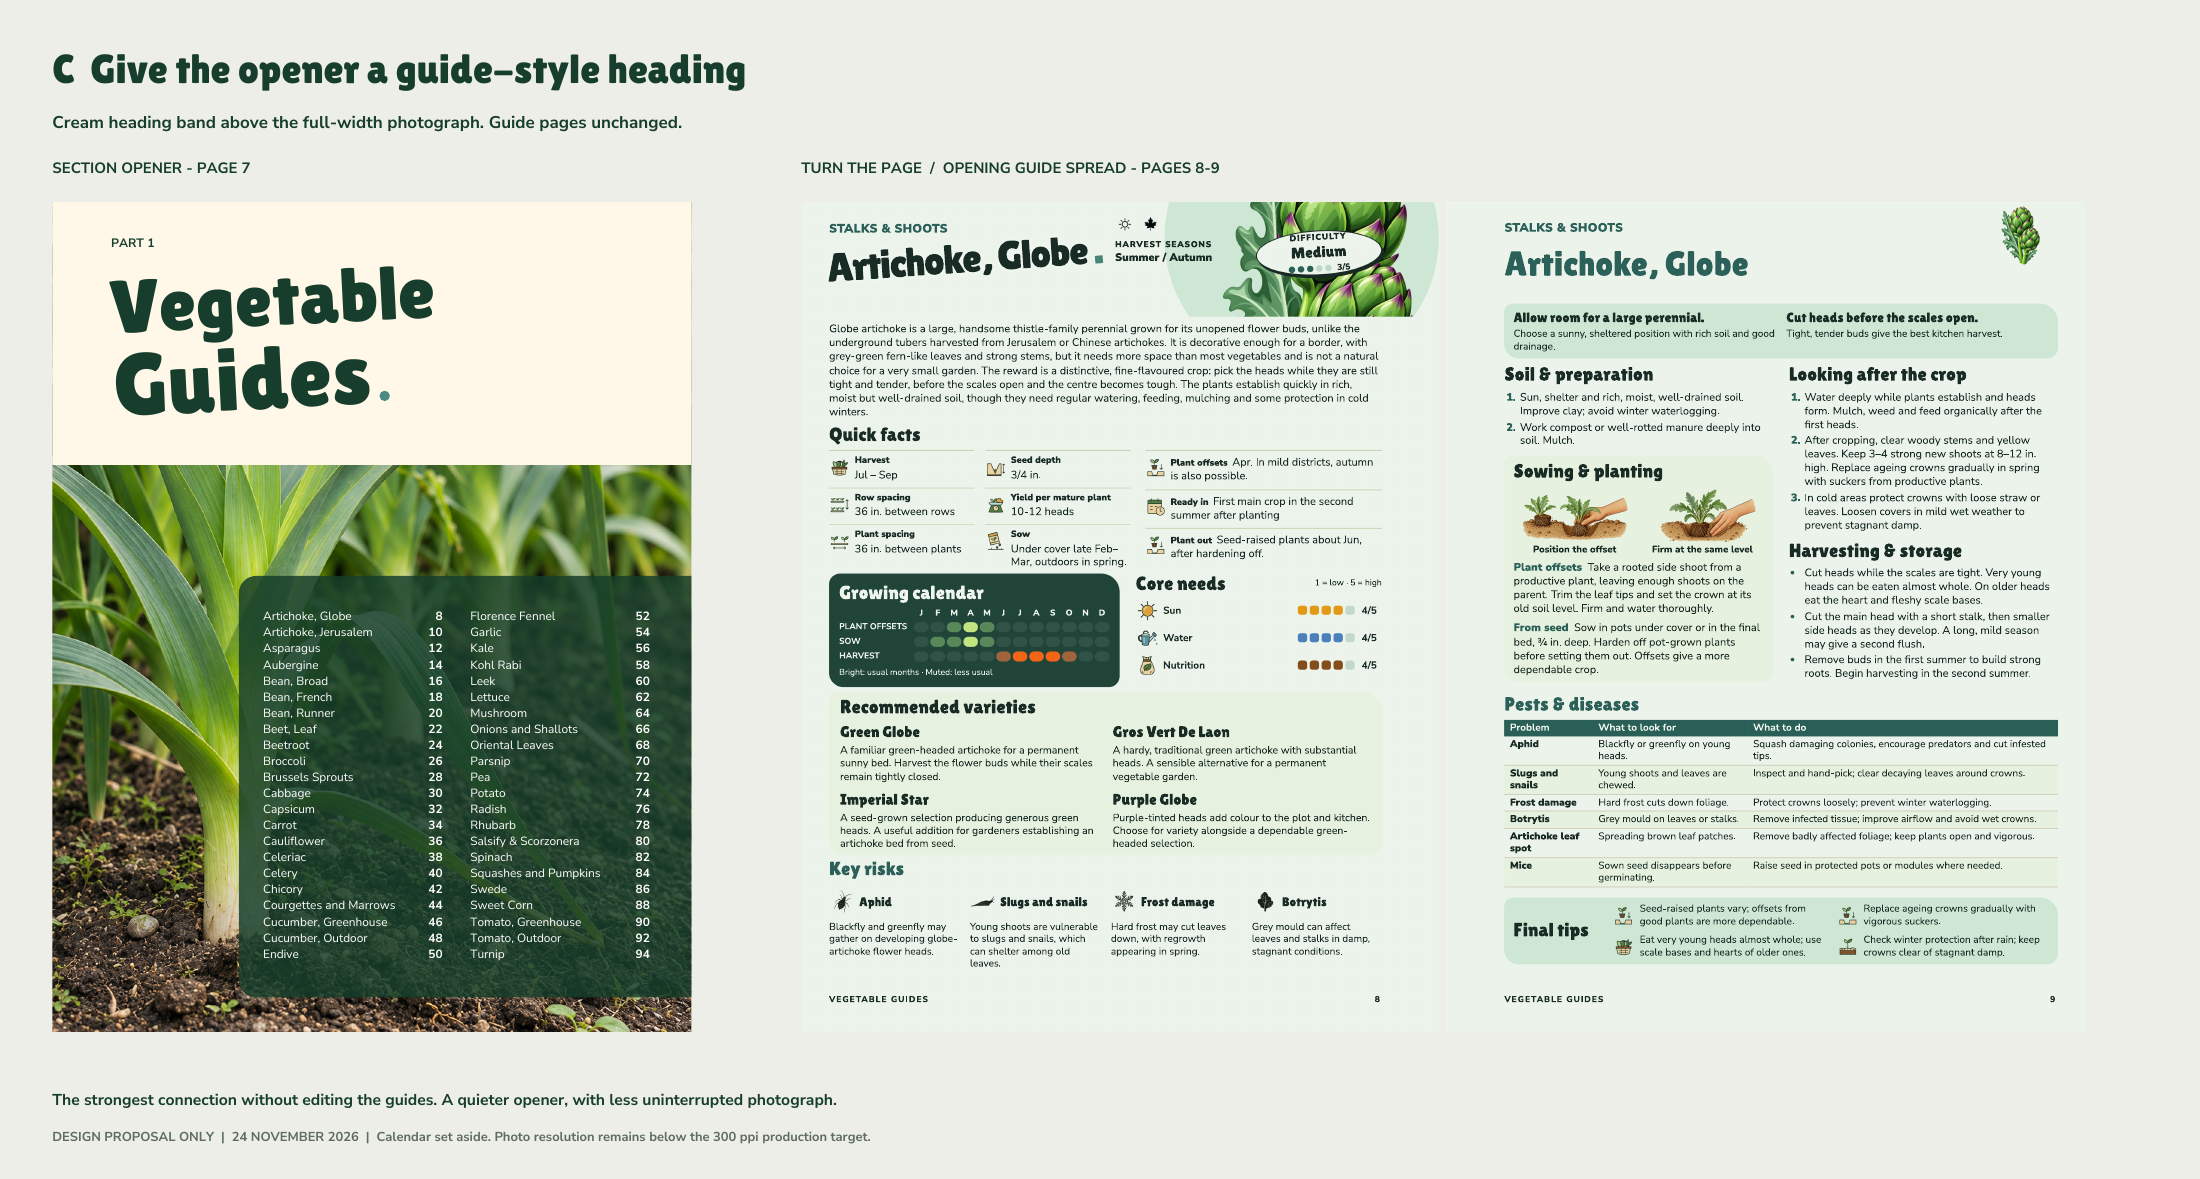 C Give the opener a guide-style heading
Cream heading band above the full-width photograph. Guide pages unchanged.
SECTION OPENER - PAGE 7
PART 1
Vegetable
Guides.
Artichoke, Globe 8
Artichoke, Jerusalem 10
Asparagus 12
Aubergine 14
Bean, Broad 16
Bean, French 18
Bean, Runner 20
Beet, Leaf 22
Beetroot 24
Broccoli 26
Brussels Sprouts 28
Cabbage 30
Capsicum 32
Carrot 34
Cauliflower 36
Celeriac 38
Celery 40
Chicory 42
Courgettes and Marrows 44
Cucumber, Greenhouse 46
Cucumber, Outdoor 48
Endive 50
Florence Fennel 52
Garlic 54
Kale 56
Kohl Rabi 58
Leek 60
Lettuce 62
Mushroom 64
Onions and Shallots 66
Oriental Leaves 68
Parsnip 70
Pea 72
Potato 74
Radish 76
Rhubarb 78
Salsify & Scorzonera 80
Spinach 82
Squashes and Pumpkins 84
Swede 86
Sweet Corn 88
Tomato, Greenhouse 90
Tomato, Outdoor 92
Turnip 94
TURN THE PAGE / OPENING GUIDE SPREAD - PAGES 8-9
STALKS & SHOOTS
Artichoke, Globe.
HARVEST SEASONS
Summer / Autumn
DIFFICULTY
Medium
3/5
Globe artichoke is a large, handsome thistle-family perennial grown for its unopened flower buds, unlike the
underground tubers harvested from Jerusalem or Chinese artichokes. It is decorative enough for a border, with
grey-green fern-like leaves and strong stems, but it needs more space than most vegetables and is not a natural
choice for a very small garden. The reward is a distinctive, fine-flavoured crop: pick the heads while they are still
tight and tender, before the scales open and the centre becomes tough. The plants establish quickly in rich,
moist but well-drained soil, though they need regular watering, feeding, mulching and some protection in cold
winters.
Quick facts
Harvest
Jul – Sep
Row spacing
36 in. between rows
Plant spacing
36 in. between plants
Seed depth
3/4 in.
Yield per mature plant
10-12 heads
Sow
Under cover late Feb–
Mar, outdoors in spring.
Plant offsets Apr. In mild districts, autumn
is also possible.
Ready in First main crop in the second
summer after planting
Plant out Seed-raised plants about Jun,
after hardening off.
Growing calendar
J F M A M J J A S O N D
PLANT OFFSETS
SOW
HARVEST
Bright: usual months · Muted: less usual
Core needs
1 = low · 5 = high
Sun 4/5
Water 4/5
Nutrition 4/5
Recommended varieties
Green Globe
A familiar green-headed artichoke for a permanent
sunny bed. Harvest the flower buds while their scales
remain tightly closed.
Gros Vert De Laon
A hardy, traditional green artichoke with substantial
heads. A sensible alternative for a permanent
vegetable garden.
Imperial Star
A seed-grown selection producing generous green
heads. A useful addition for gardeners establishing an
artichoke bed from seed.
Purple Globe
Purple-tinted heads add colour to the plot and kitchen.
Choose for variety alongside a dependable green-
headed selection.
Key risks
Aphid
Blackfly and greenfly may
gather on developing globe-
artichoke flower heads.
Slugs and snails
Young shoots are vulnerable
to slugs and snails, which
can shelter among old
leaves.
Frost damage
Hard frost may cut leaves
down, with regrowth
appearing in spring.
Botrytis
Grey mould can affect
leaves and stalks in damp,
stagnant conditions.
VEGETABLE GUIDES 8
STALKS & SHOOTS
Artichoke, Globe
Allow room for a large perennial.
Choose a sunny, sheltered position with rich soil and good
drainage.
Cut heads before the scales open.
Tight, tender buds give the best kitchen harvest.
Soil & preparation
1. Sun, shelter and rich, moist, well-drained soil.
Improve clay; avoid winter waterlogging.
2. Work compost or well-rotted manure deeply into
soil. Mulch.
Sowing & planting
Position the offset
Firm at the same level
Plant offsets Take a rooted side shoot from a
productive plant, leaving enough shoots on the
parent. Trim the leaf tips and set the crown at its
old soil level. Firm and water thoroughly.
From seed Sow in pots under cover or in the final
bed, ¾ in. deep. Harden off pot-grown plants
before setting them out. Offsets give a more
dependable crop.
Looking after the crop
1. Water deeply while plants establish and heads
form. Mulch, weed and feed organically after the
first heads.
2. After cropping, clear woody stems and yellow
leaves. Keep 3–4 strong new shoots at 8–12 in.
high. Replace ageing crowns gradually in spring
with suckers from productive plants.
3. In cold areas protect crowns with loose straw or
leaves. Loosen covers in mild wet weather to
prevent stagnant damp.
Harvesting & storage
• Cut heads while the scales are tight. Very young
heads can be eaten almost whole. On older heads
eat the heart and fleshy scale bases.
• Cut the main head with a short stalk, then smaller
side heads as they develop. A long, mild season
may give a second flush.
• Remove buds in the first summer to build strong
roots. Begin harvesting in the second summer.
Pests & diseases
Problem What to look for What to do
Aphid Blackfly or greenfly on young Squash damaging colonies, encourage predators and cut infested
heads. tips.
Slugs and Young shoots and leaves are Inspect and hand-pick; clear decaying leaves around crowns.
snails chewed.
Frost damage Hard frost cuts down foliage. Protect crowns loosely; prevent winter waterlogging.
Botrytis Grey mould on leaves or stalks. Remove infected tissue; improve airflow and avoid wet crowns.
Artichoke leaf Spreading brown leaf patches. Remove badly affected foliage; keep plants open and vigorous.
spot
Mice Sown seed disappears before Raise seed in protected pots or modules where needed.
germinating.
Final tips
Seed-raised plants vary; offsets from
good plants are more dependable.
Eat very young heads almost whole; use
scale bases and hearts of older ones.
Replace ageing crowns gradually with
vigorous suckers.
Check winter protection after rain; keep
crowns clear of stagnant damp.
VEGETABLE GUIDES 9
The strongest connection without editing the guides. A quieter opener, with less uninterrupted photograph.
DESIGN PROPOSAL ONLY | 24 NOVEMBER 2026 | Calendar set aside. Photo resolution remains below the 300 ppi production target.